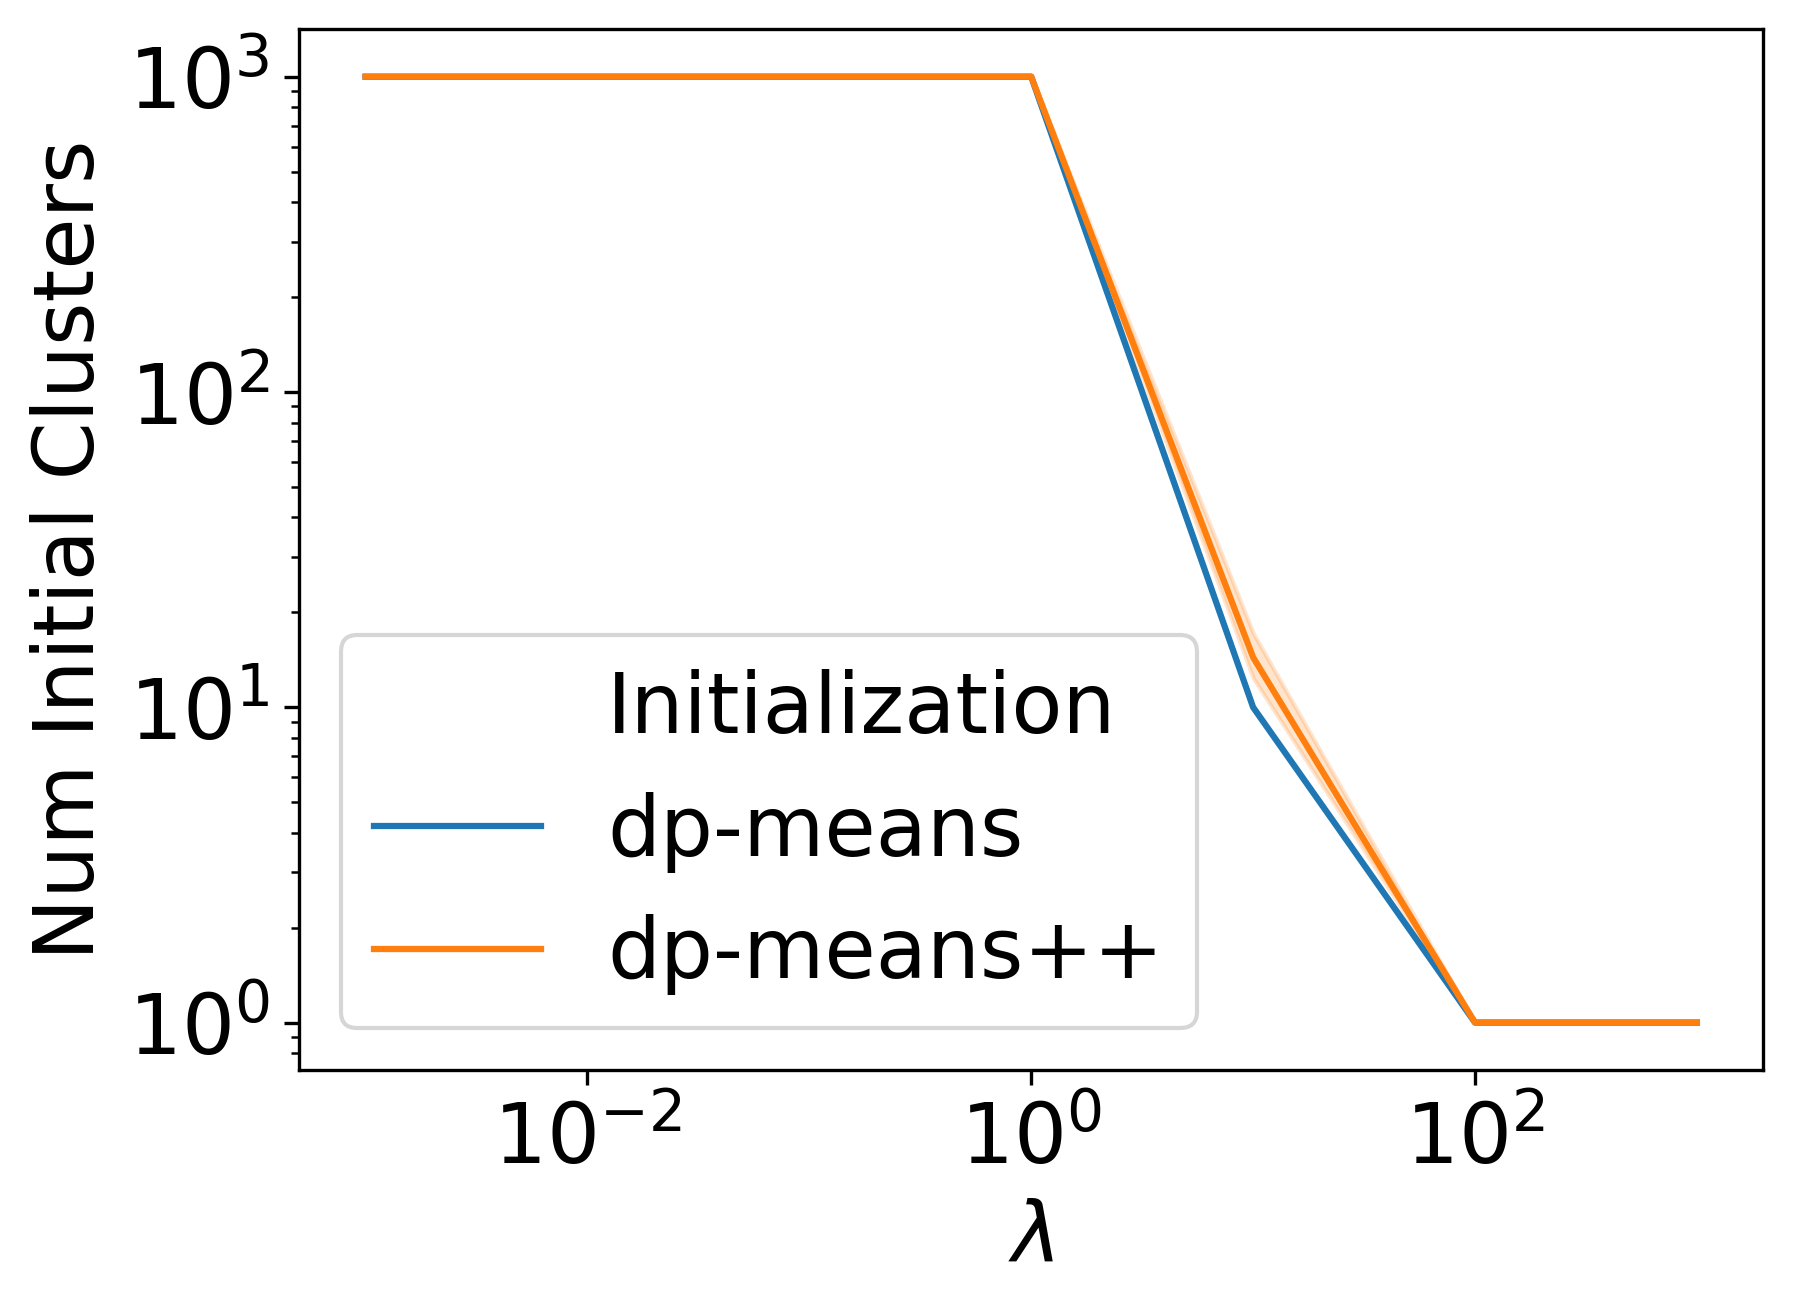 Num Initial Clusters
10³
10²
10¹
10⁰
Initialization
dp-means
dp-means++
10⁻²
10⁰
10²
λ